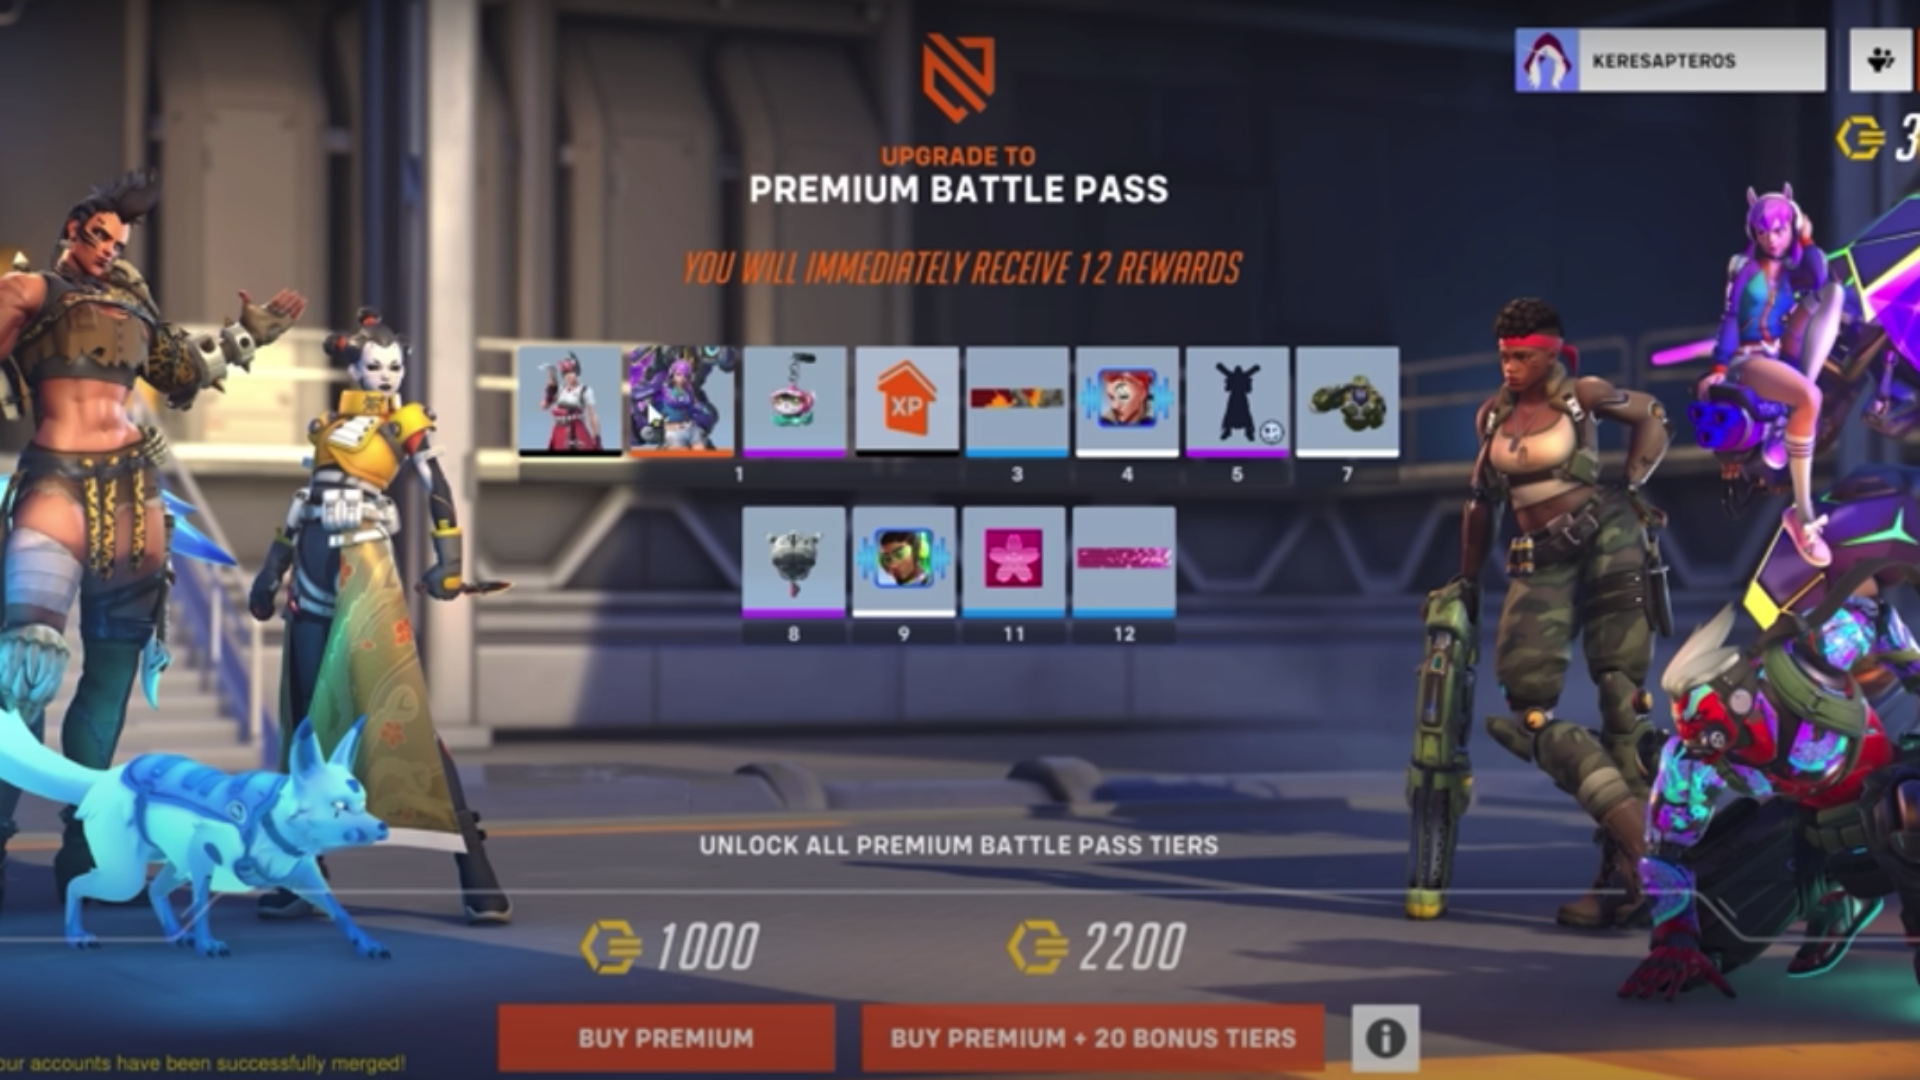 KERESAPTEROS
3
UPGRADE TO
PREMIUM BATTLE PASS
YOU WILL IMMEDIATELY RECEIVE 12 REWARDS
XP
1 3 4 5 7
8 9 11 12
UNLOCK ALL PREMIUM BATTLE PASS TIERS
1000 2200
BUY PREMIUM
BUY PREMIUM + 20 BONUS TIERS
our accounts have been successfully merged!